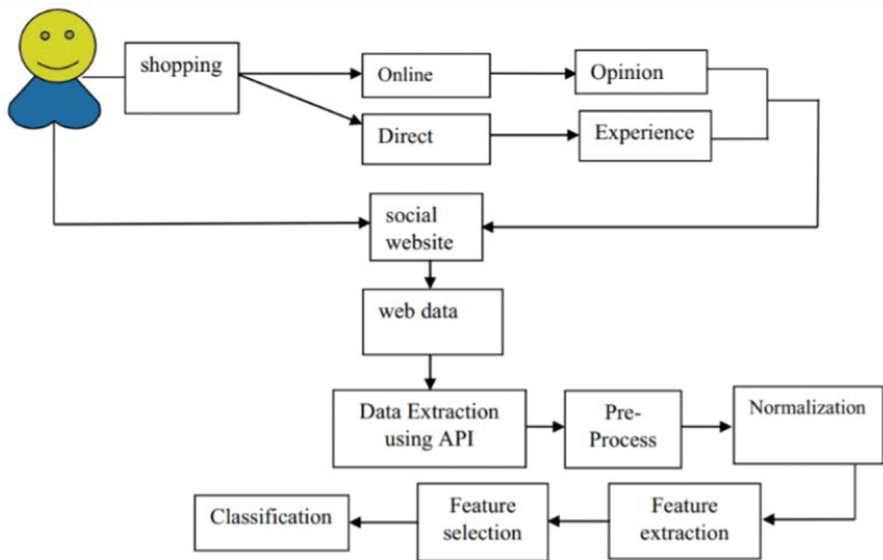 shopping
Online
Opinion
Direct
Experience
social
website
web data
Data Extraction
using API
Pre-
Process
Normalization
Classification
Feature
selection
Feature
extraction